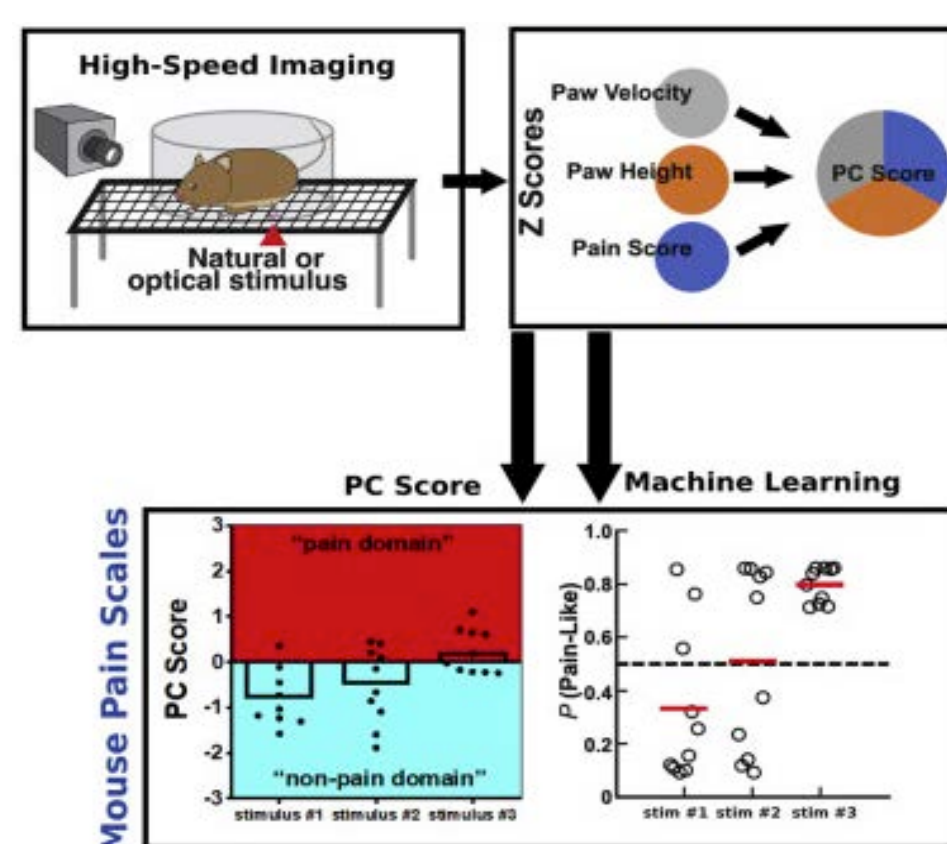 High-Speed Imaging
Natural or
optical stimulus
Z Scores
Paw Velocity
Paw Height
Pain Score
PC Score
Mouse Pain Scales
PC Score
PC Score
3
2
1
0
-1
-2
-3
"pain domain"
"non-pain domain"
stimulus #1 stimulus #2 stimulus #3
Machine Learning
P (Pain-Like)
1.0
0.8
0.6
0.4
0.2
0
stim #1 stim #2 stim #3